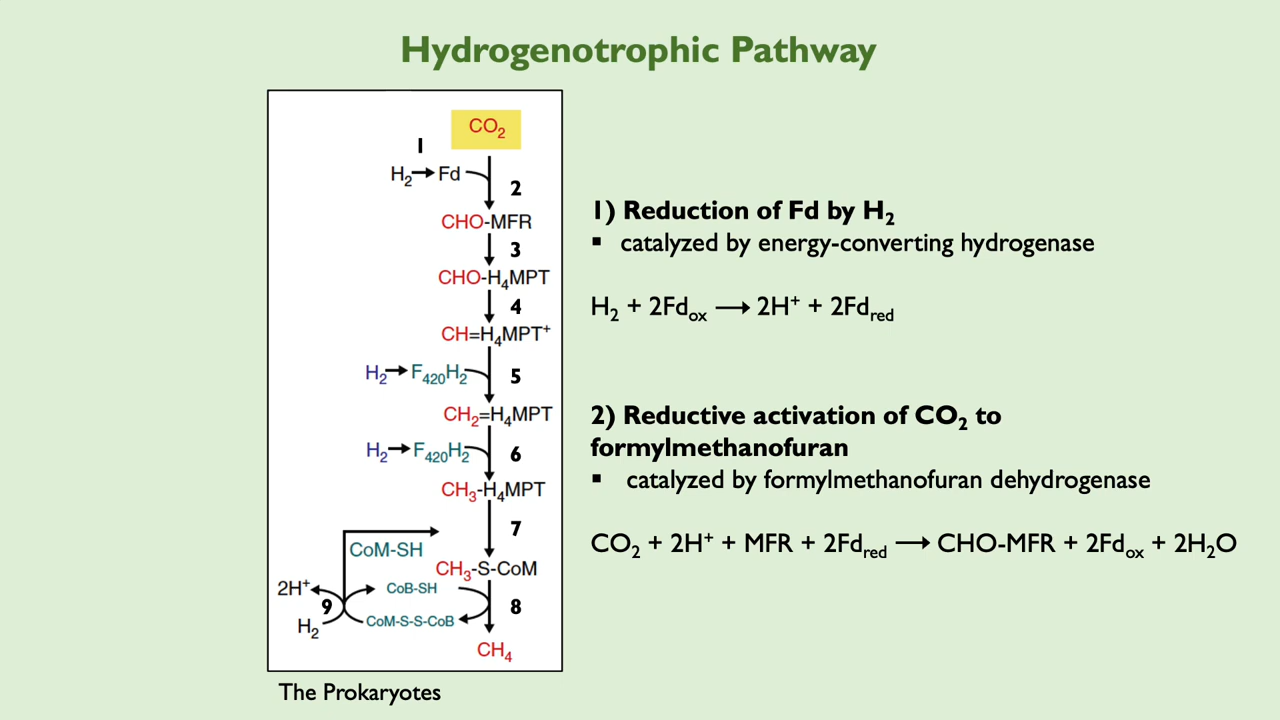 Hydrogenotrophic Pathway
CO₂
1
H₂→Fd
2
CHO-MFR
3
CHO-H₄MPT
4
CH=H₄MPT⁺
H₂→F₄₂₀H₂
5
CH₂=H₄MPT
H₂→F₄₂₀H₂
6
CH₃-H₄MPT
7
CoM-SH
CH₃-S-CoM
2H⁺
CoB-SH
9
8
H₂
CoM-S-S-CoB
CH₄
The Prokaryotes
1) Reduction of Fd by H₂
▪ catalyzed by energy-converting hydrogenase
H₂ + 2Fdₒₓ ⟶ 2H⁺ + 2Fd_red
2) Reductive activation of CO₂ to
formylmethanofuran
▪ catalyzed by formylmethanofuran dehydrogenase
CO₂ + 2H⁺ + MFR + 2Fd_red ⟶ CHO-MFR + 2Fdₒₓ + 2H₂O